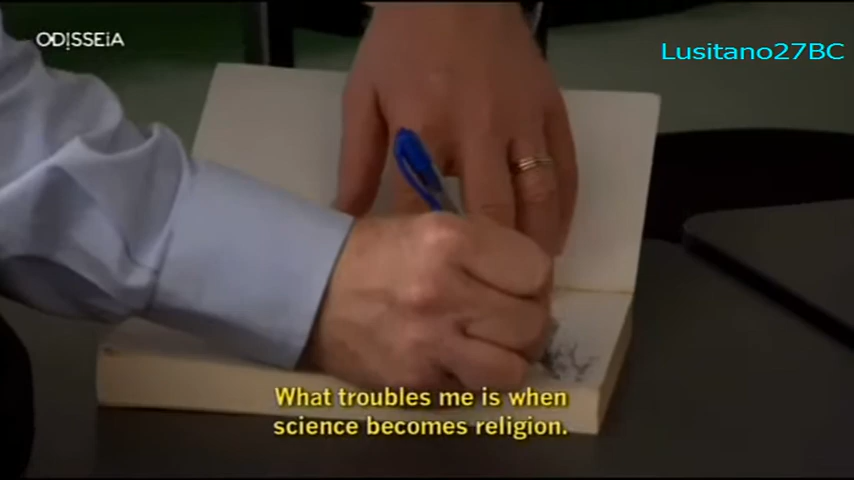 ODISSEiA
Lusitano27BC
What troubles me is when
science becomes religion.